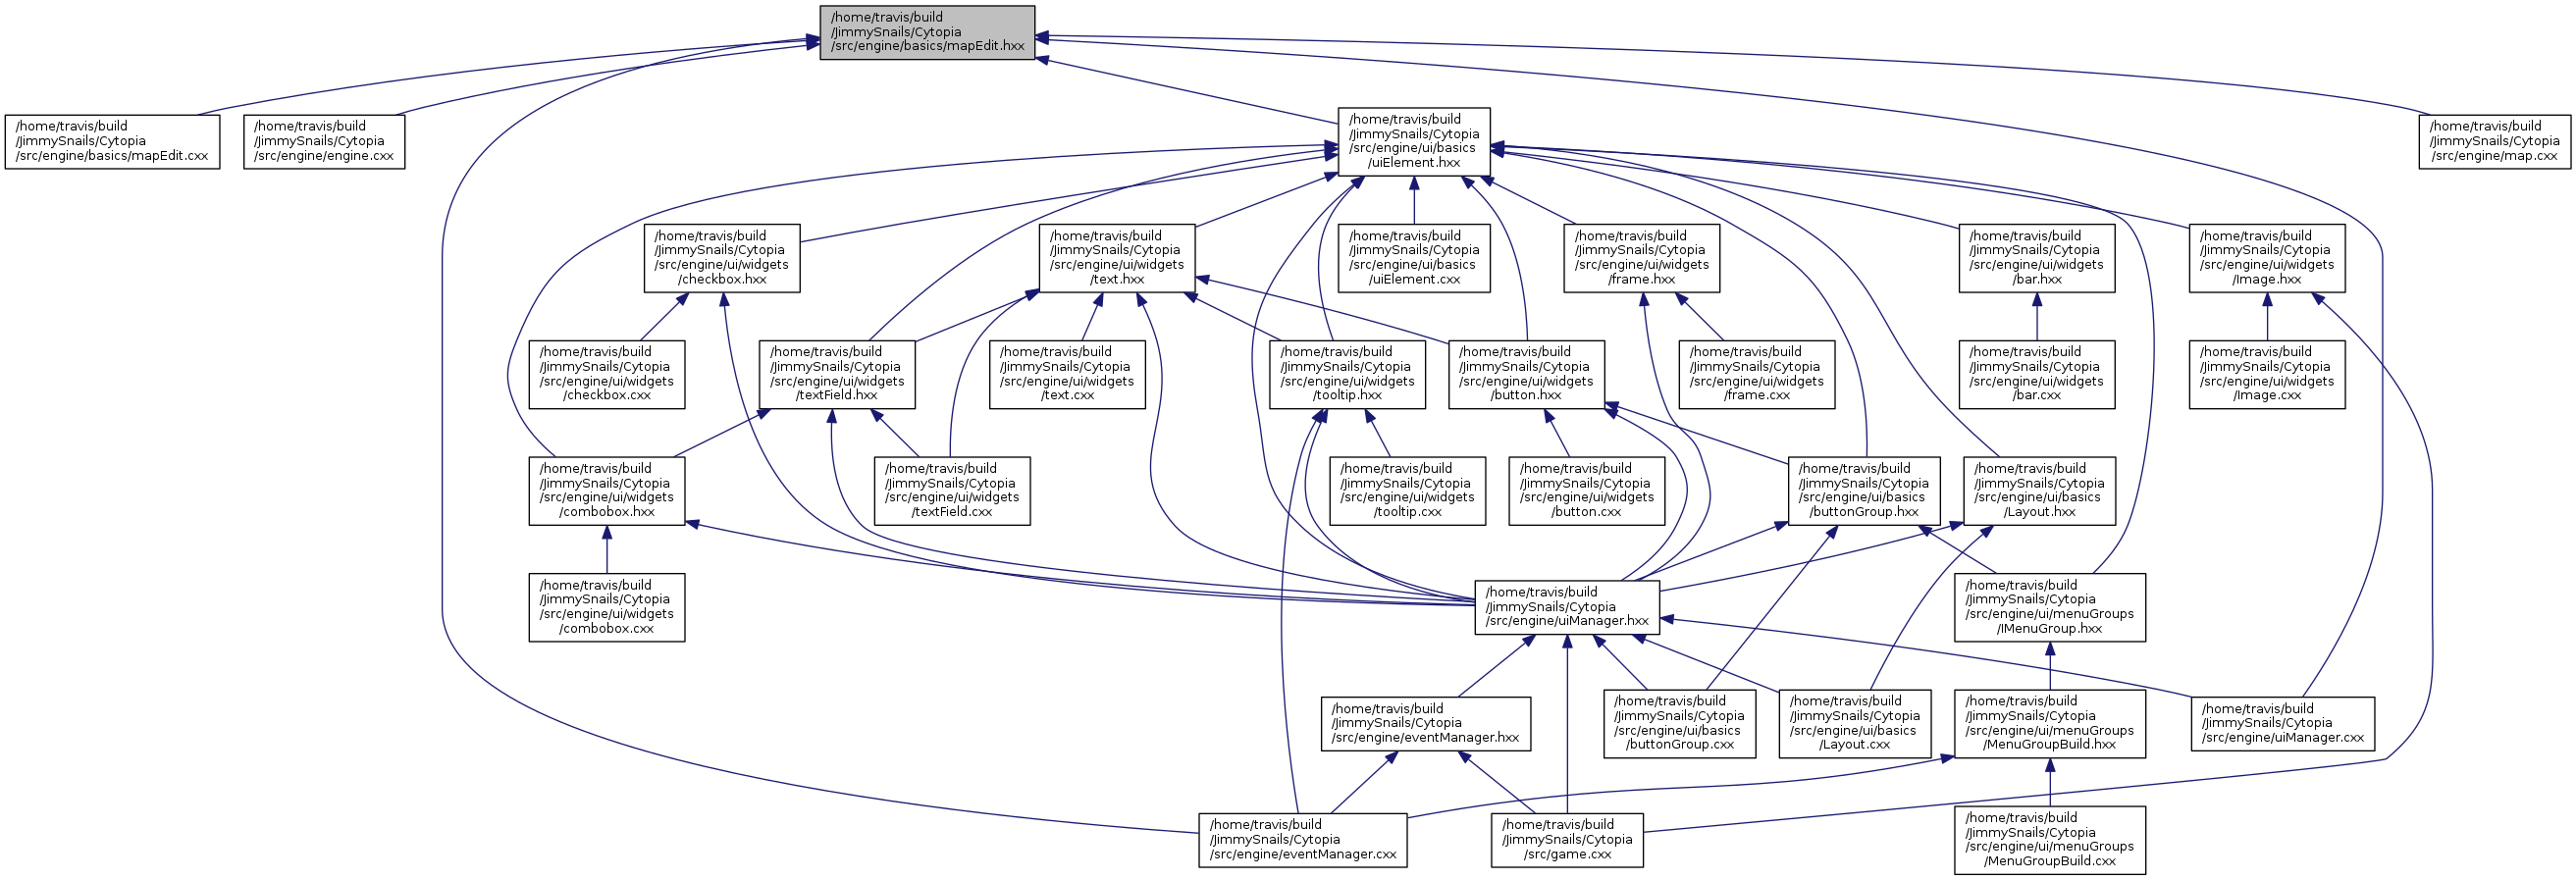 /home/travis/build
/JimmySnails/Cytopia
/src/engine/basics/mapEdit.hxx
/home/travis/build
/JimmySnails/Cytopia
/src/engine/basics/mapEdit.cxx
/home/travis/build
/JimmySnails/Cytopia
/src/engine/engine.cxx
/home/travis/build
/JimmySnails/Cytopia
/src/engine/ui/basics
/uiElement.hxx
/home/travis/build
/JimmySnails/Cytopia
/src/engine/map.cxx
/home/travis/build
/JimmySnails/Cytopia
/src/engine/ui/widgets
/checkbox.hxx
/home/travis/build
/JimmySnails/Cytopia
/src/engine/ui/widgets
/text.hxx
/home/travis/build
/JimmySnails/Cytopia
/src/engine/ui/basics
/uiElement.cxx
/home/travis/build
/JimmySnails/Cytopia
/src/engine/ui/widgets
/frame.hxx
/home/travis/build
/JimmySnails/Cytopia
/src/engine/ui/widgets
/bar.hxx
/home/travis/build
/JimmySnails/Cytopia
/src/engine/ui/widgets
/Image.hxx
/home/travis/build
/JimmySnails/Cytopia
/src/engine/ui/widgets
/checkbox.cxx
/home/travis/build
/JimmySnails/Cytopia
/src/engine/ui/widgets
/textField.hxx
/home/travis/build
/JimmySnails/Cytopia
/src/engine/ui/widgets
/text.cxx
/home/travis/build
/JimmySnails/Cytopia
/src/engine/ui/widgets
/tooltip.hxx
/home/travis/build
/JimmySnails/Cytopia
/src/engine/ui/widgets
/button.hxx
/home/travis/build
/JimmySnails/Cytopia
/src/engine/ui/widgets
/frame.cxx
/home/travis/build
/JimmySnails/Cytopia
/src/engine/ui/widgets
/bar.cxx
/home/travis/build
/JimmySnails/Cytopia
/src/engine/ui/widgets
/Image.cxx
/home/travis/build
/JimmySnails/Cytopia
/src/engine/ui/widgets
/combobox.hxx
/home/travis/build
/JimmySnails/Cytopia
/src/engine/ui/widgets
/textField.cxx
/home/travis/build
/JimmySnails/Cytopia
/src/engine/ui/widgets
/tooltip.cxx
/home/travis/build
/JimmySnails/Cytopia
/src/engine/ui/widgets
/button.cxx
/home/travis/build
/JimmySnails/Cytopia
/src/engine/ui/basics
/buttonGroup.hxx
/home/travis/build
/JimmySnails/Cytopia
/src/engine/ui/basics
/Layout.hxx
/home/travis/build
/JimmySnails/Cytopia
/src/engine/ui/widgets
/combobox.cxx
/home/travis/build
/JimmySnails/Cytopia
/src/engine/uiManager.hxx
/home/travis/build
/JimmySnails/Cytopia
/src/engine/ui/menuGroups
/IMenuGroup.hxx
/home/travis/build
/JimmySnails/Cytopia
/src/engine/eventManager.hxx
/home/travis/build
/JimmySnails/Cytopia
/src/engine/ui/basics
/buttonGroup.cxx
/home/travis/build
/JimmySnails/Cytopia
/src/engine/ui/basics
/Layout.cxx
/home/travis/build
/JimmySnails/Cytopia
/src/engine/ui/menuGroups
/MenuGroupBuild.hxx
/home/travis/build
/JimmySnails/Cytopia
/src/engine/uiManager.cxx
/home/travis/build
/JimmySnails/Cytopia
/src/engine/eventManager.cxx
/home/travis/build
/JimmySnails/Cytopia
/src/game.cxx
/home/travis/build
/JimmySnails/Cytopia
/src/engine/ui/menuGroups
/MenuGroupBuild.cxx